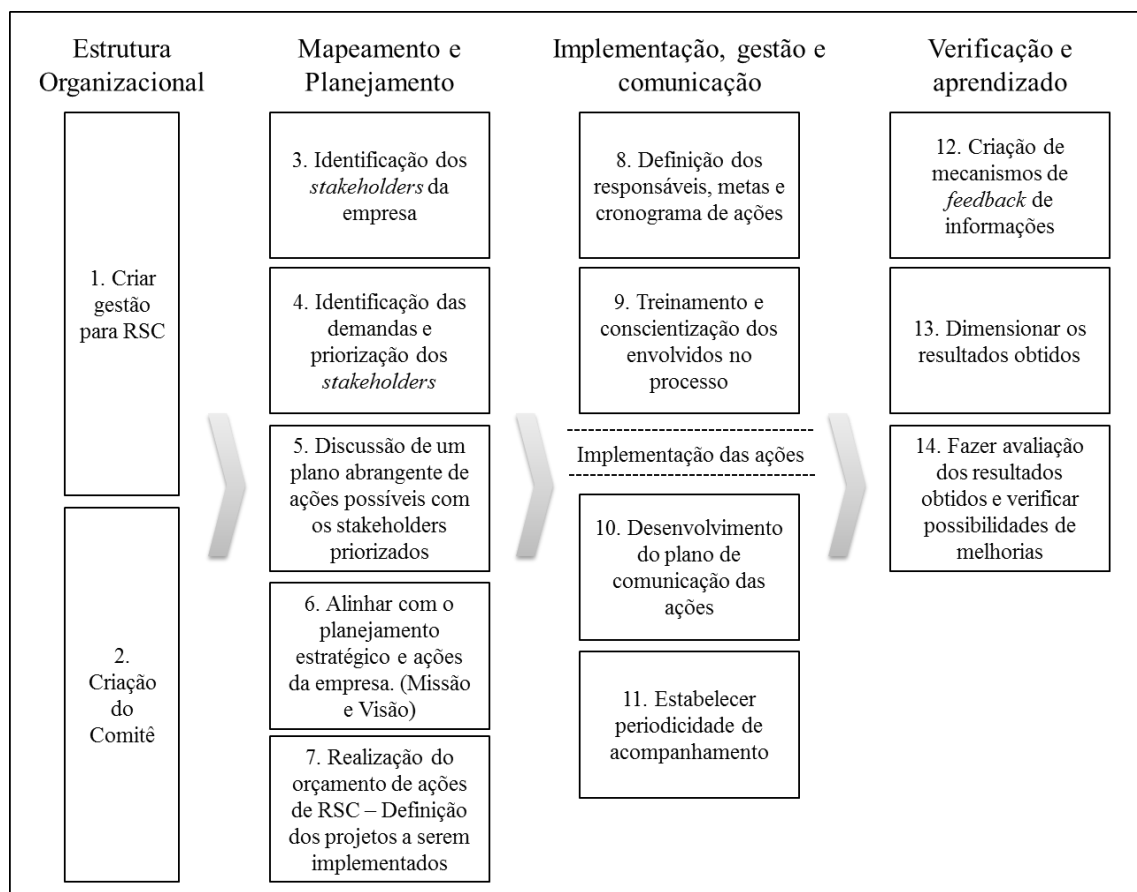 Estrutura
Organizacional
1. Criar
gestão
para RSC
2.
Criação
do
Comitê
Mapeamento e
Planejamento
3. Identificação dos
stakeholders da
empresa
4. Identificação das
demandas e
priorização dos
stakeholders
5. Discussão de um
plano abrangente de
ações possíveis com
os stakeholders
priorizados
6. Alinhar com o
planejamento
estratégico e ações
da empresa. (Missão
e Visão)
7. Realização do
orçamento de ações
de RSC – Definição
dos projetos a serem
implementados
Implementação, gestão e
comunicação
8. Definição dos
responsáveis, metas e
cronograma de ações
9. Treinamento e
conscientização dos
envolvidos no
processo
Implementação das ações
10. Desenvolvimento
do plano de
comunicação das
ações
11. Estabelecer
periodicidade de
acompanhamento
Verificação e
aprendizado
12. Criação de
mecanismos de
feedback de
informações
13. Dimensionar os
resultados obtidos
14. Fazer avaliação
dos resultados
obtidos e verificar
possibilidades de
melhorias